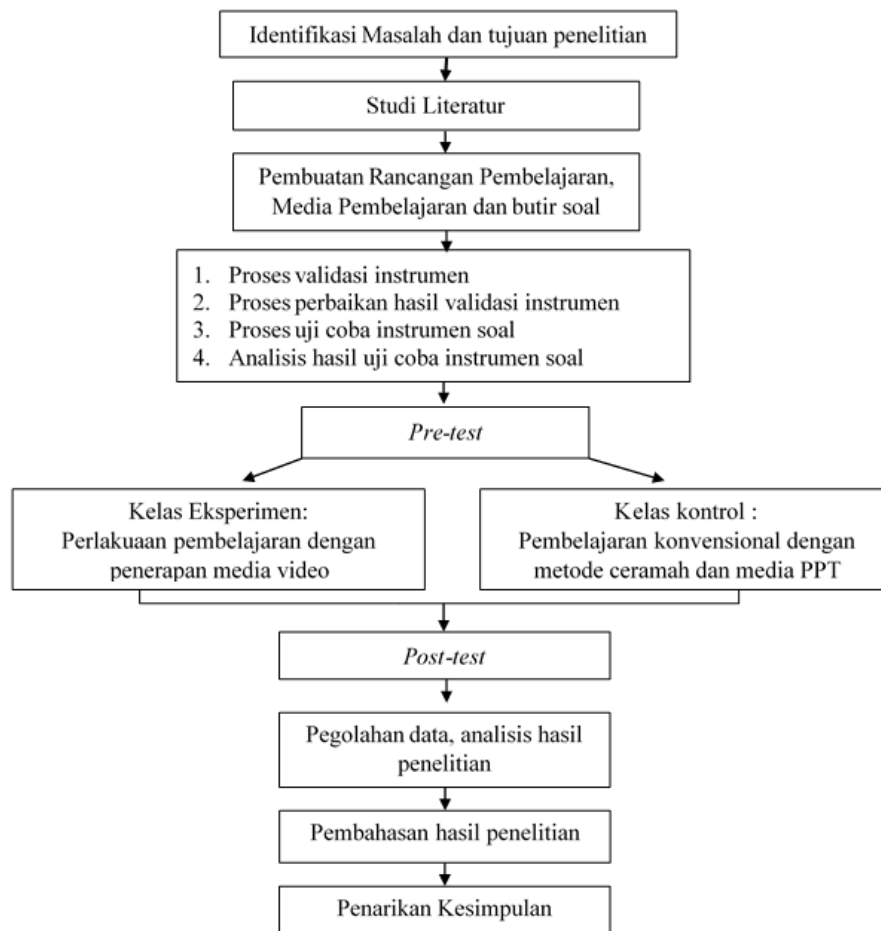 Identifikasi Masalah dan tujuan penelitian
Studi Literatur
Pembuatan Rancangan Pembelajaran,
Media Pembelajaran dan butir soal
1. Proses validasi instrumen
2. Proses perbaikan hasil validasi instrumen
3. Proses uji coba instrumen soal
4. Analisis hasil uji coba instrumen soal
Pre-test
Kelas Eksperimen:
Perlakuaan pembelajaran dengan
penerapan media video
Kelas kontrol :
Pembelajaran konvensional dengan
metode ceramah dan media PPT
Post-test
Pegolahan data, analisis hasil
penelitian
Pembahasan hasil penelitian
Penarikan Kesimpulan